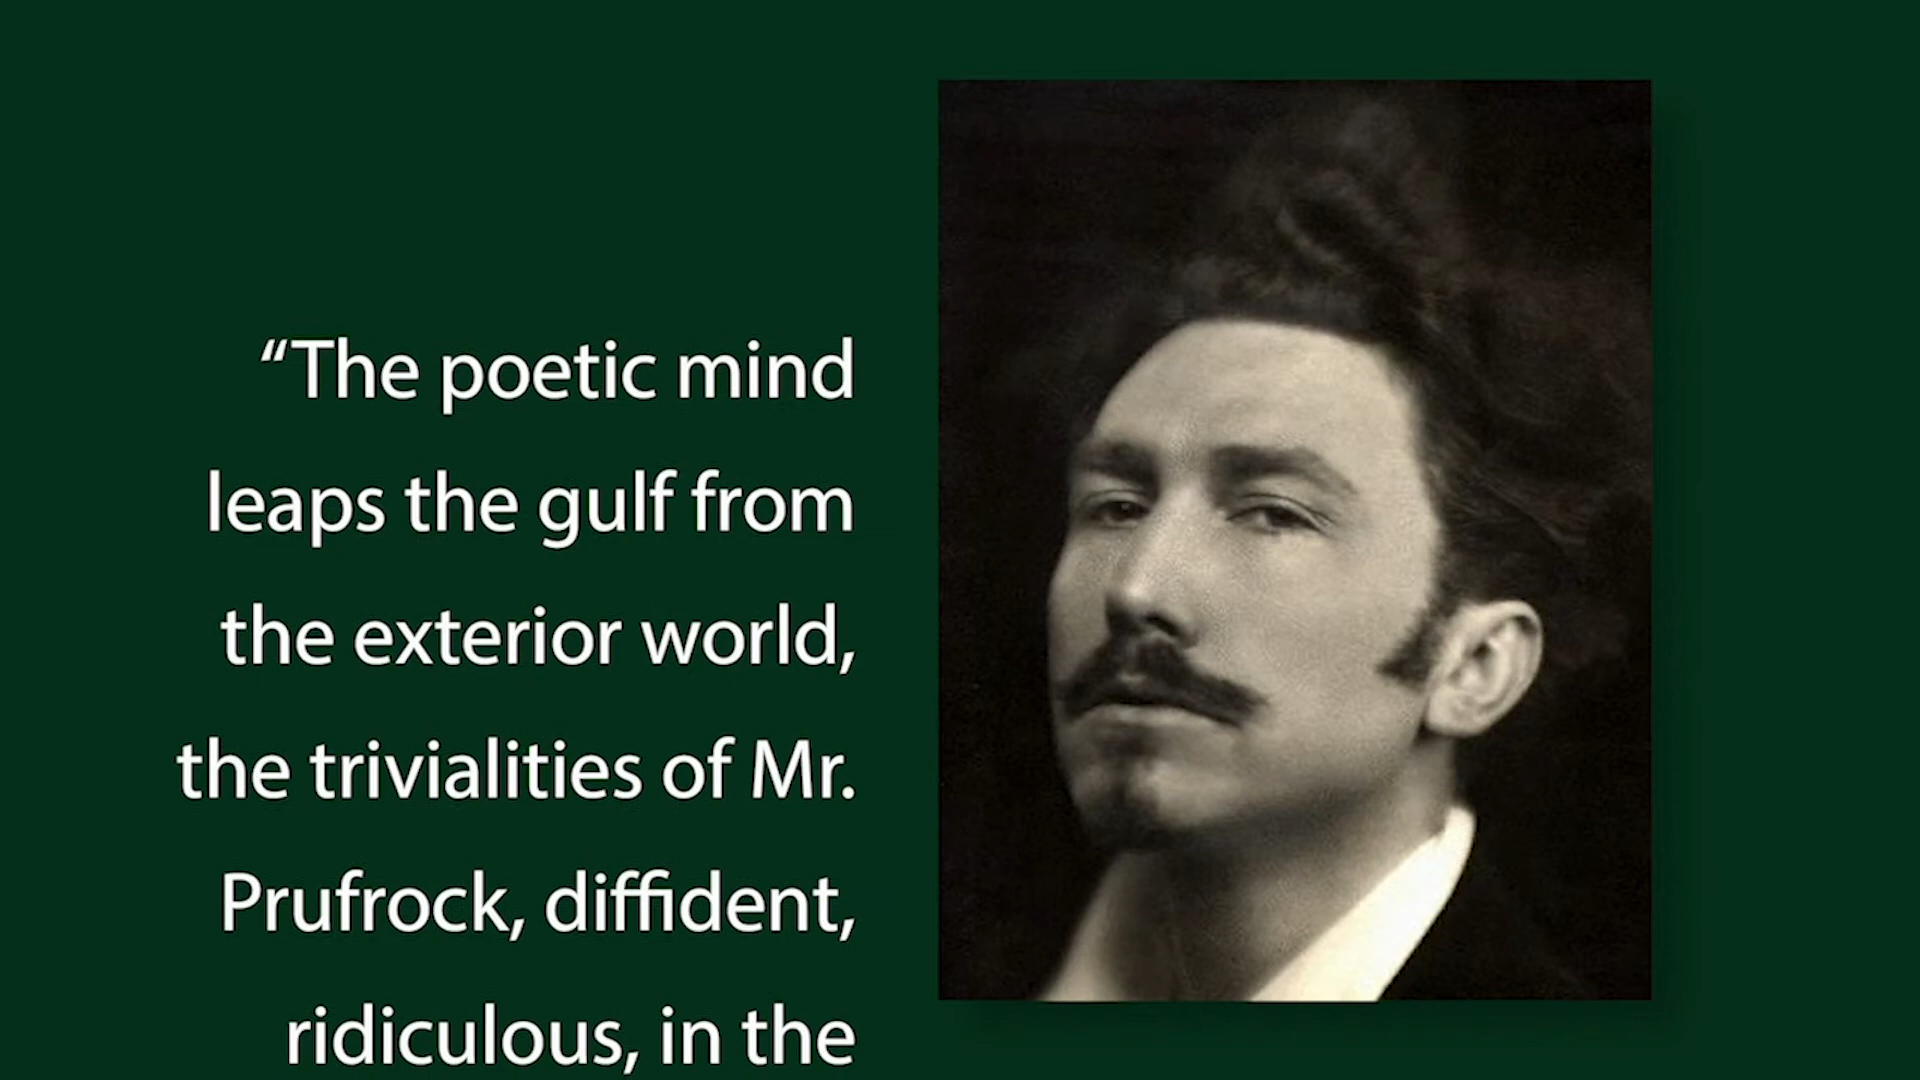 “The poetic mind
leaps the gulf from
the exterior world,
the trivialities of Mr.
Prufrock, diffident,
ridiculous, in the